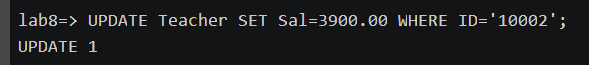 lab8=> UPDATE Teacher SET Sal=3900.00 WHERE ID='10002';
UPDATE 1